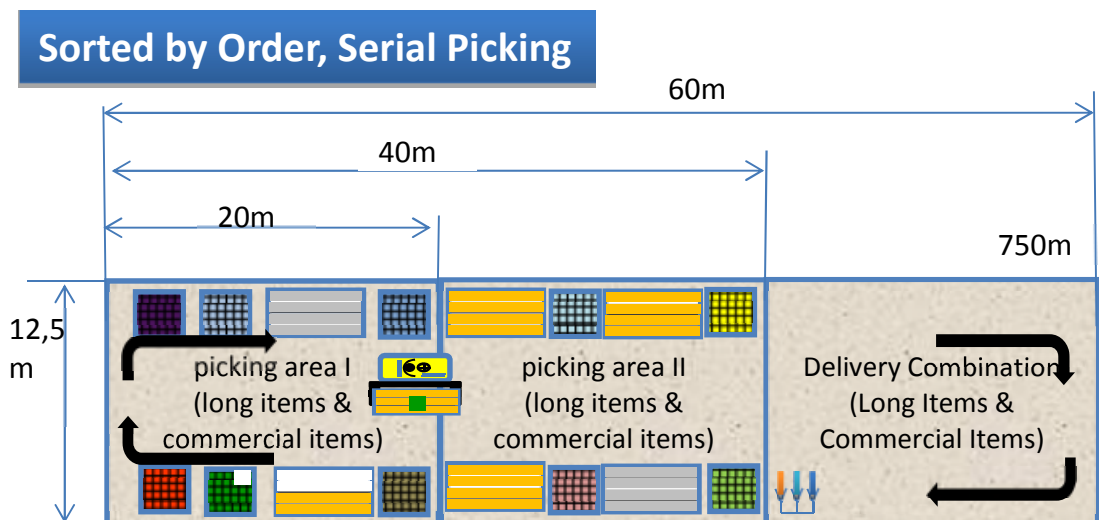 Sorted by Order, Serial Picking
60m
40m
20m
750m
12,5
m
picking area I
(long items &
commercial items)
picking area II
(long items &
commercial items)
Delivery Combination
(Long Items &
Commercial Items)